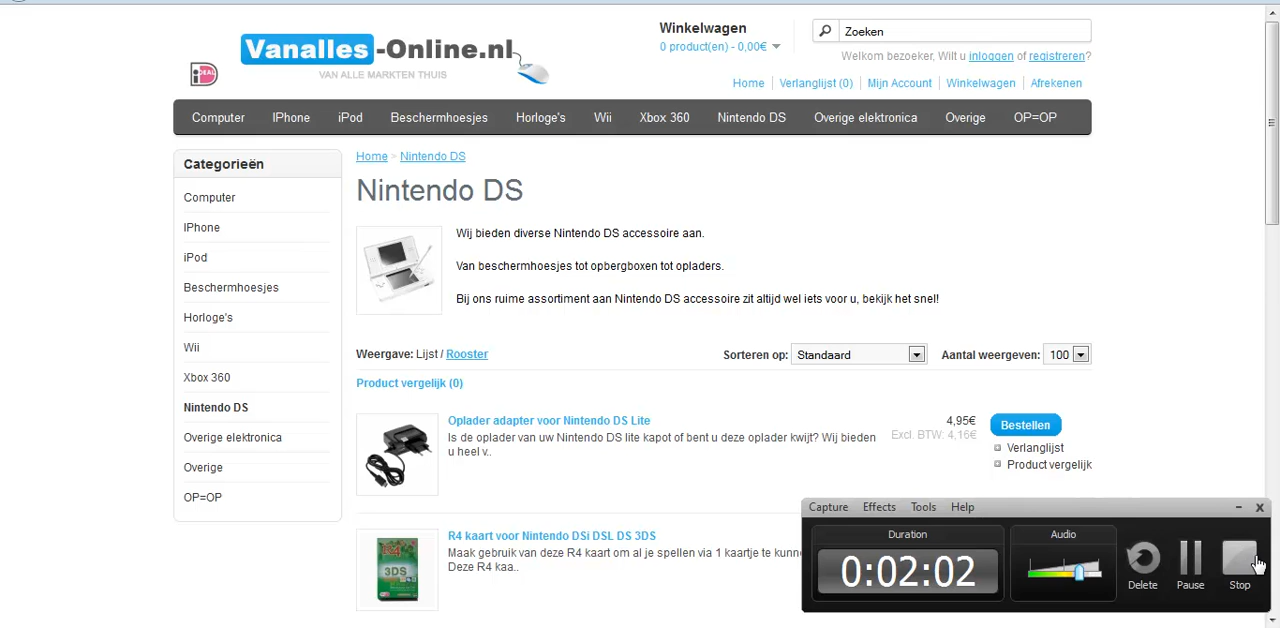 Winkelwagen
0 product(en) - 0,00€
Zoeken
Vanalles-Online.nl
VAN ALLE MARKTEN THUIS
iDEAL
Welkom bezoeker, Wilt u inloggen of registreren?
Home Verlanglijst (0) Mijn Account Winkelwagen Afrekenen
Computer IPhone iPod Beschermhoesjes Horloge's Wii Xbox 360 Nintendo DS Overige elektronica Overige OP=OP
Categorieën
Computer
IPhone
iPod
Beschermhoesjes
Horloge's
Wii
Xbox 360
Nintendo DS
Overige elektronica
Overige
OP=OP
Home » Nintendo DS
Nintendo DS
Wij bieden diverse Nintendo DS accessoire aan.
Van beschermhoesjes tot opbergboxen tot opladers.
Bij ons ruime assortiment aan Nintendo DS accessoire zit altijd wel iets voor u, bekijk het snel!
Weergave: Lijst / Rooster
Sorteren op: Standaard
Aantal weergeven: 100
Product vergelijk (0)
Oplader adapter voor Nintendo DS Lite
Is de oplader van uw Nintendo DS lite kapot of bent u deze oplader kwijt? Wij bieden
u heel v..
4,95€
Excl. BTW: 4,16€
Bestellen
Verlanglijst
Product vergelijk
R4 kaart voor Nintendo DSi DSL DS 3DS
Maak gebruik van deze R4 kaart om al je spellen via 1 kaartje te kunne
Deze R4 kaa..
R4
3DS
Capture Effects Tools Help
Duration
0:02:02
Audio
Delete
Pause
Stop